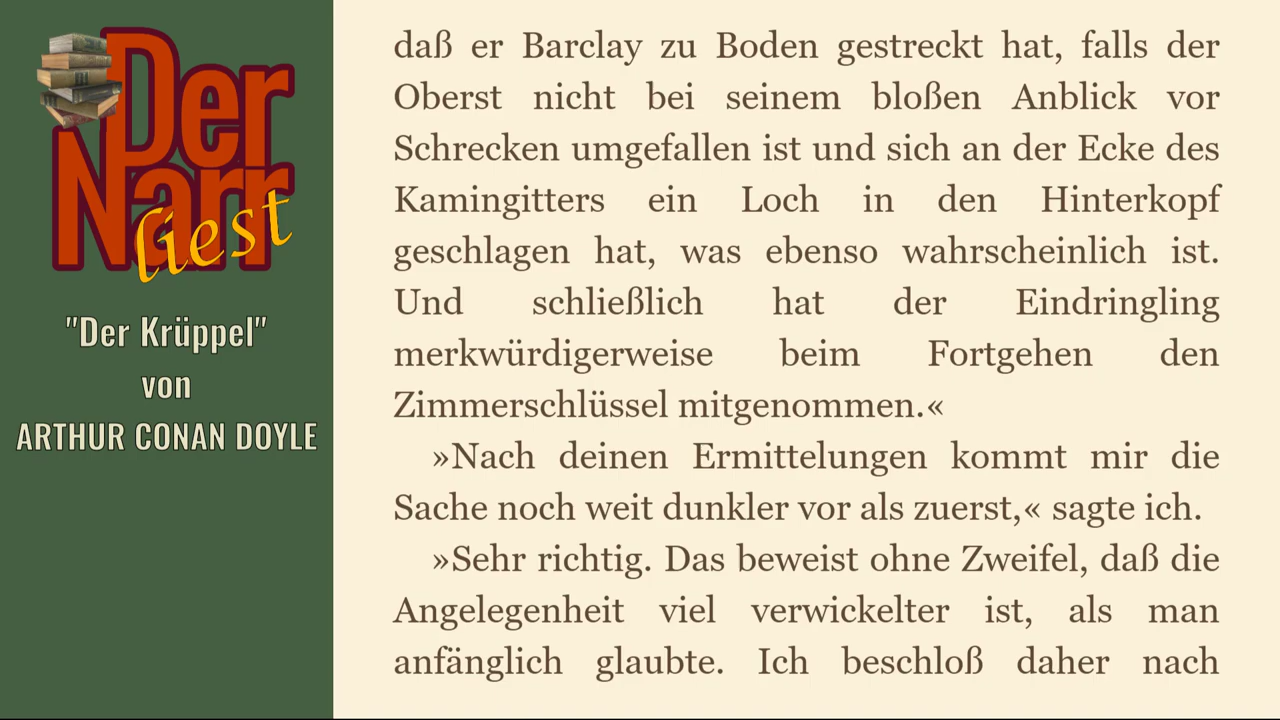 Der
Narr
liest
"Der Krüppel"
von
ARTHUR CONAN DOYLE
daß er Barclay zu Boden gestreckt hat, falls der
Oberst nicht bei seinem bloßen Anblick vor
Schrecken umgefallen ist und sich an der Ecke des
Kamingitters ein Loch in den Hinterkopf
geschlagen hat, was ebenso wahrscheinlich ist.
Und schließlich hat der Eindringling
merkwürdigerweise beim Fortgehen den
Zimmerschlüssel mitgenommen.«
»Nach deinen Ermittelungen kommt mir die
Sache noch weit dunkler vor als zuerst,« sagte ich.
»Sehr richtig. Das beweist ohne Zweifel, daß die
Angelegenheit viel verwickelter ist, als man
anfänglich glaubte. Ich beschloß daher nach